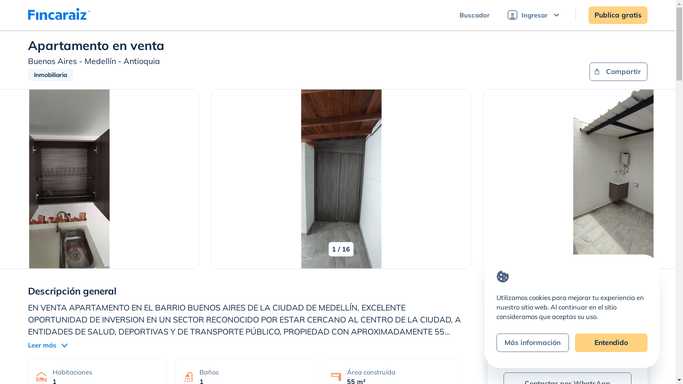 Fincaraiz
Buscador
Ingresar
Publica gratis
Apartamento en venta
Buenos Aires - Medellín - Antioquia
Inmobiliaria
Compartir
1 / 16
Descripción general
EN VENTA APARTAMENTO EN EL BARRIO BUENOS AIRES DE LA CIUDAD DE MEDELLÍN, EXCELENTE
OPORTUNIDAD DE INVERSION EN UN SECTOR RECONOCIDO POR ESTAR CERCANO AL CENTRO DE LA CIUDAD, A
ENTIDADES DE SALUD, DEPORTIVAS Y DE TRANSPORTE PÚBLICO, PROPIEDAD CON APROXIMADAMENTE 55...
Leer más
Habitaciones
1
Baños
1
Área construida
55 m²
Utilizamos cookies para mejorar tu experiencia en
nuestro sitio web. Al continuar en el sitio
consideramos que aceptas su uso.
Más información
Entendido
Contactar por WhatsApp